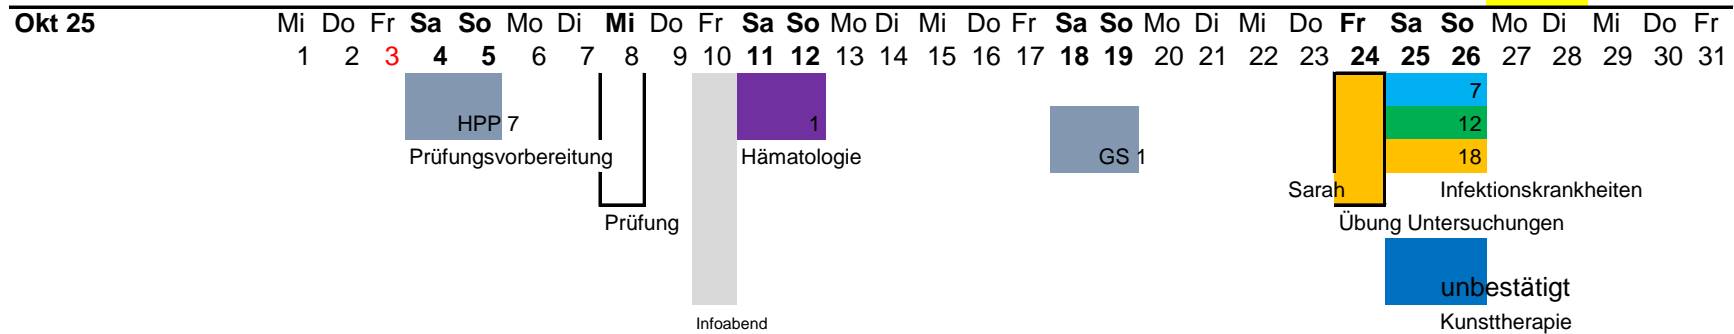 Okt 25 Mi Do Fr Sa So Mo Di Mi Do Fr Sa So Mo Di Mi Do Fr Sa So Mo Di Mi Do Fr Sa So Mo Di Mi Do Fr
1 2 3 4 5 6 7 8 9 10 11 12 13 14 15 16 17 18 19 20 21 22 23 24 25 26 27 28 29 30 31
7
HPP 7 1 12
Prüfungsvorbereitung Hämatologie GS 1 18
Sarah Infektionskrankheiten
Prüfung Übung Untersuchungen
unbestätigt
Infoabend Kunsttherapie